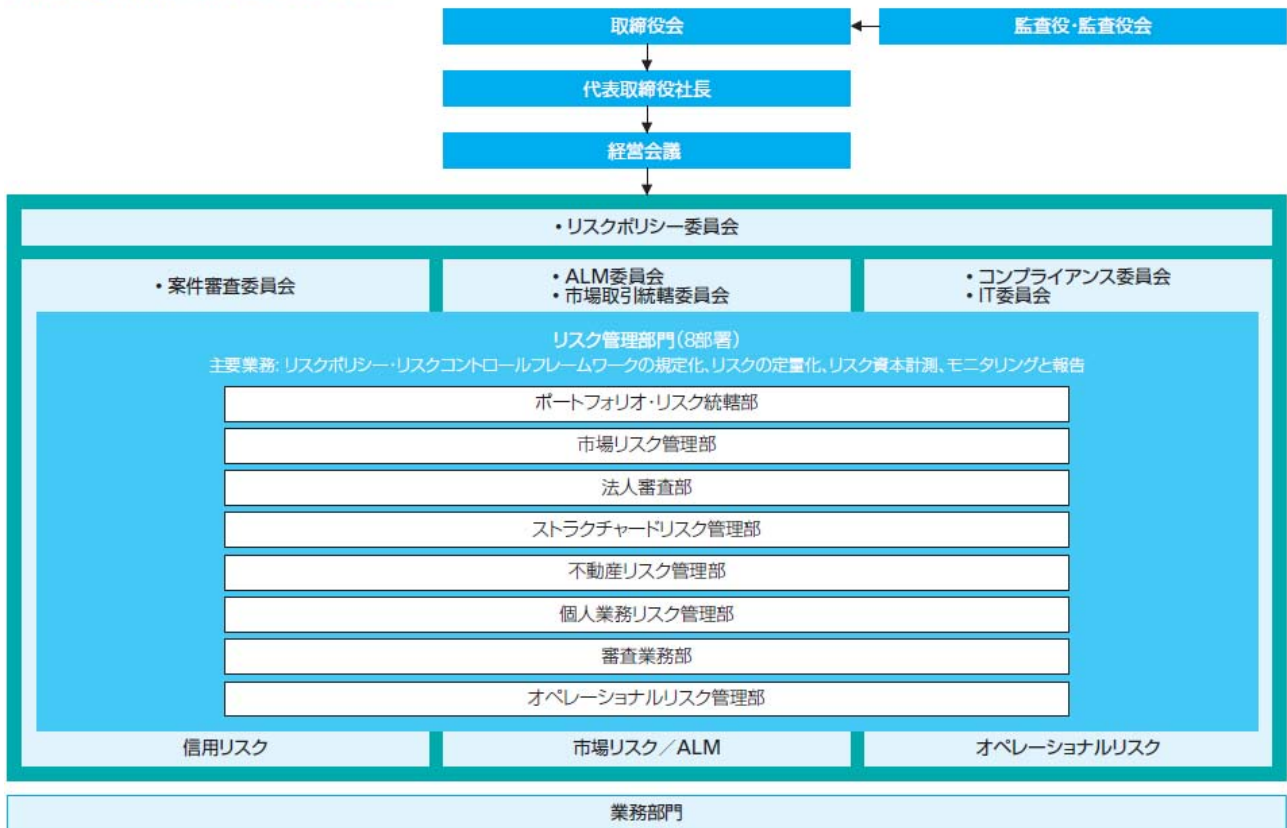 取締役会
監査役・監査役会
代表取締役社長
経営会議
・リスクポリシー委員会
・案件審査委員会
・ALM委員会
・市場取引統轄委員会
・コンプライアンス委員会
・IT委員会
リスク管理部門(8部署)
主要業務: リスクポリシー・リスクコントロールフレームワークの規定化、リスクの定量化、リスク資本計測、モニタリングと報告
ポートフォリオ・リスク統轄部
市場リスク管理部
法人審査部
ストラクチャードリスク管理部
不動産リスク管理部
個人業務リスク管理部
審査業務部
オペレーショナルリスク管理部
信用リスク
市場リスク/ALM
オペレーショナルリスク
業務部門